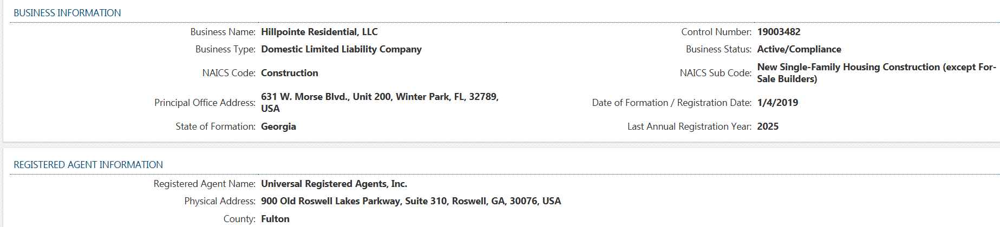 BUSINESS INFORMATION
Business Name: Hillpointe Residential, LLC Control Number: 19003482
Business Type: Domestic Limited Liability Company Business Status: Active/Compliance
NAICS Code: Construction NAICS Sub Code: New Single-Family Housing Construction (except For-
Sale Builders)
Principal Office Address: 631 W. Morse Blvd., Unit 200, Winter Park, FL, 32789,
USA
Date of Formation / Registration Date: 1/4/2019
State of Formation: Georgia Last Annual Registration Year: 2025
REGISTERED AGENT INFORMATION
Registered Agent Name: Universal Registered Agents, Inc.
Physical Address: 900 Old Roswell Lakes Parkway, Suite 310, Roswell, GA, 30076, USA
County: Fulton